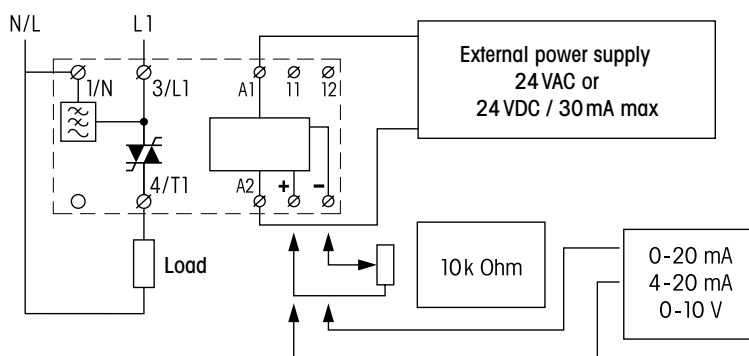 N/L L1
External power supply
24 VAC or
24 VDC / 30 mA max
1/N 3/L1 A1 11 12
4/T1 A2 + -
Load
10k Ohm
0-20 mA
4-20 mA
0-10 V